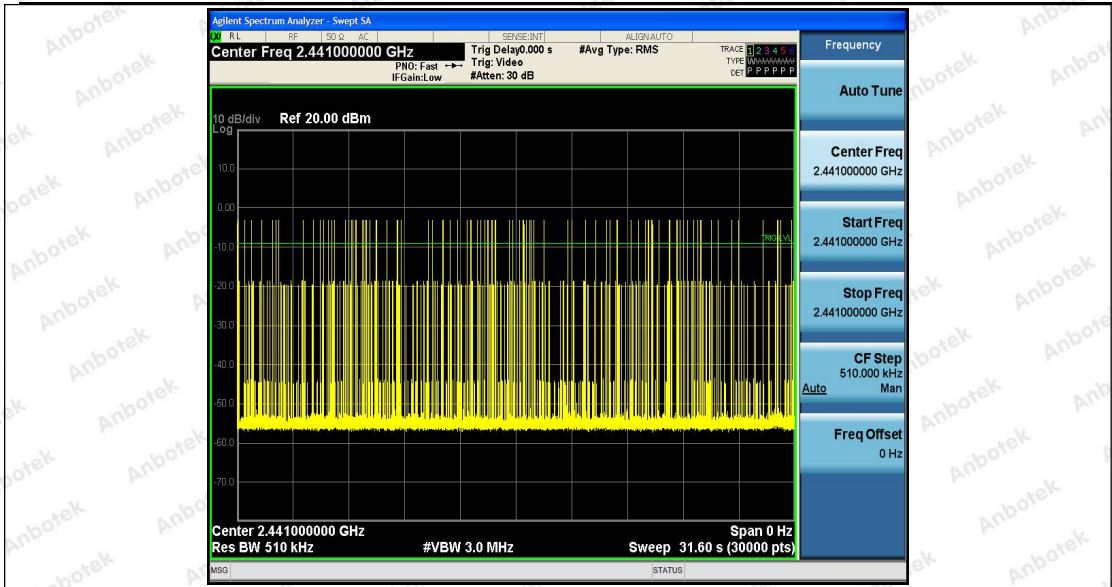 Agilent Spectrum Analyzer - Swept SA
RL RF 50 Ω AC SENSE:INT ALIGN AUTO
Center Freq 2.441000000 GHz
PNO: Fast
IFGain:Low
Trig Delay0.000 s
Trig: Video
#Atten: 30 dB
#Avg Type: RMS
TRACE 1 2 3 4 5 6
TYPE
DET P P P P P P
10 dB/div Ref 20.00 dBm
Log
10.0
0.00
TRIG LVL
-10.0
-20.0
-30.0
-40.0
-50.0
-60.0
-70.0
Center 2.441000000 GHz Span 0 Hz
Res BW 510 kHz #VBW 3.0 MHz Sweep 31.60 s (30000 pts)
MSG STATUS
Frequency
Auto Tune
Center Freq
2.441000000 GHz
Start Freq
2.441000000 GHz
Stop Freq
2.441000000 GHz
CF Step
510.000 kHz
Auto Man
Freq Offset
0 Hz
Anbotek